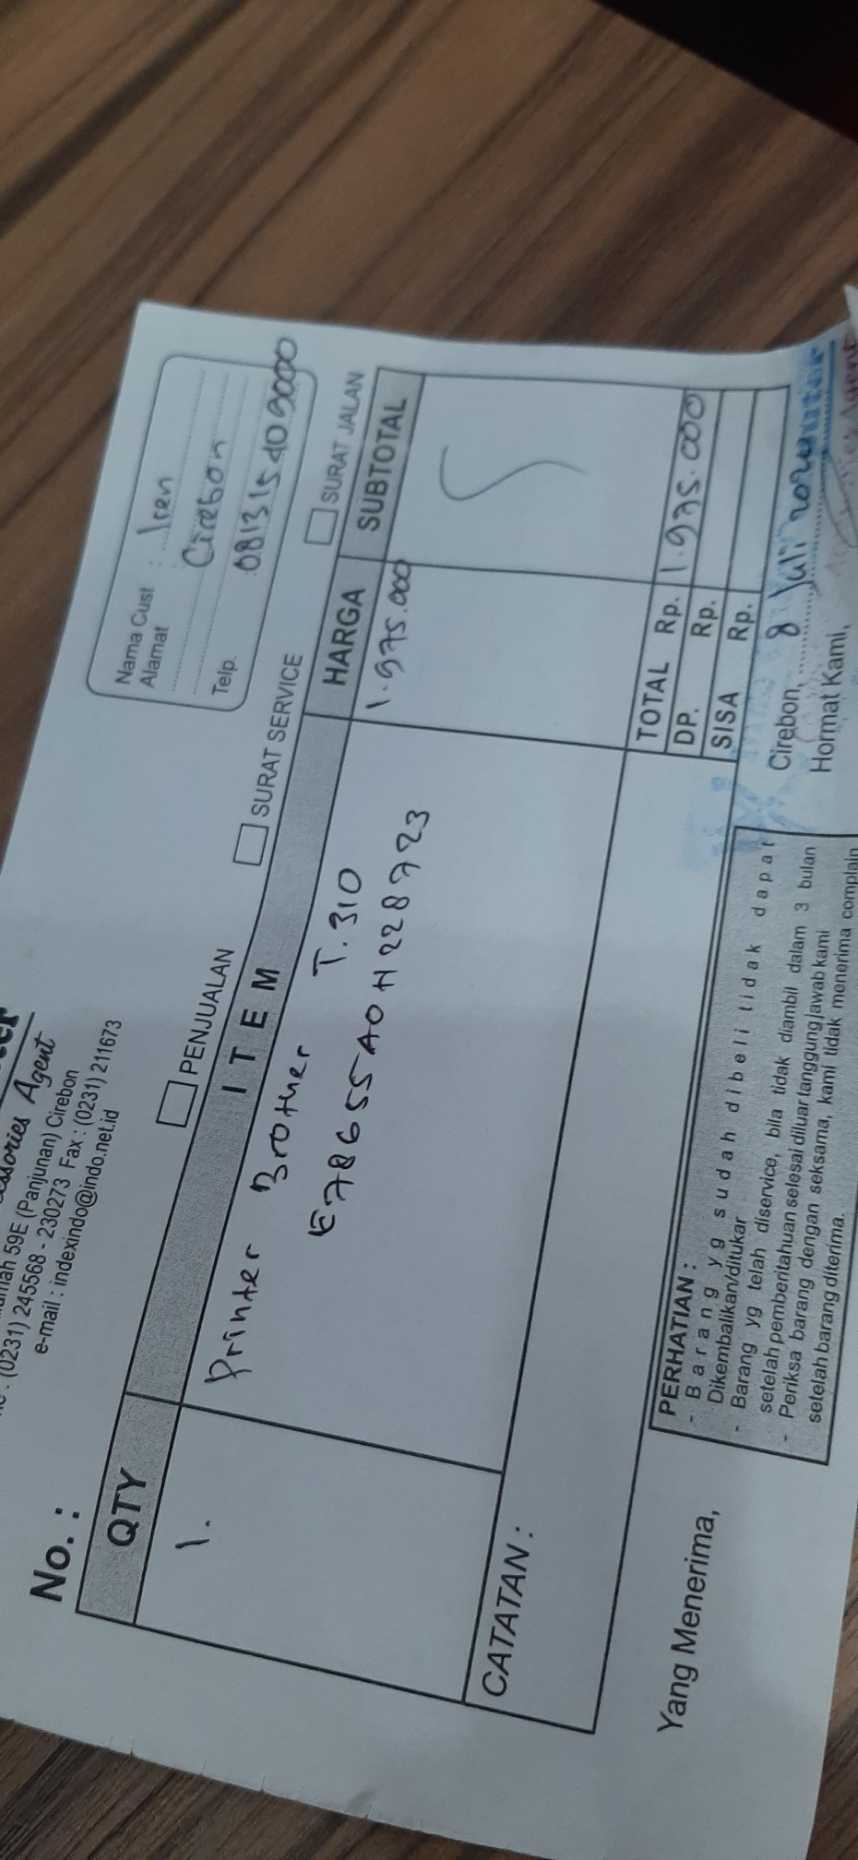 Accessories Agent
59E (Panjunan) Cirebon
(0231) 245568 - 230273 Fax : (0231) 211673
e-mail : indexindo@indo.net.id
No. :
Nama Cust : Iren
Alamat Cirebon
Telp. 081315409000
PENJUALAN
SURAT SERVICE
SURAT JALAN
QTY ITEM HARGA SUBTOTAL
1. Printer Brother T.310 1.975.000
E78655A0H228723
CATATAN :
TOTAL Rp. 1.975.000
DP. Rp.
SISA Rp.
Cirebon, 8 Juli 2024
Hormat Kami,
Yang Menerima,
PERHATIAN :
- Barang yg sudah dibeli tidak dapat
Dikembalikan/ditukar
- Barang yg telah diservice, bila tidak diambil dalam 3 bulan
setelah pemberitahuan selesai diluar tanggung jawab kami
- Periksa barang dengan seksama, kami tidak menerima complain
setelah barang diterima.